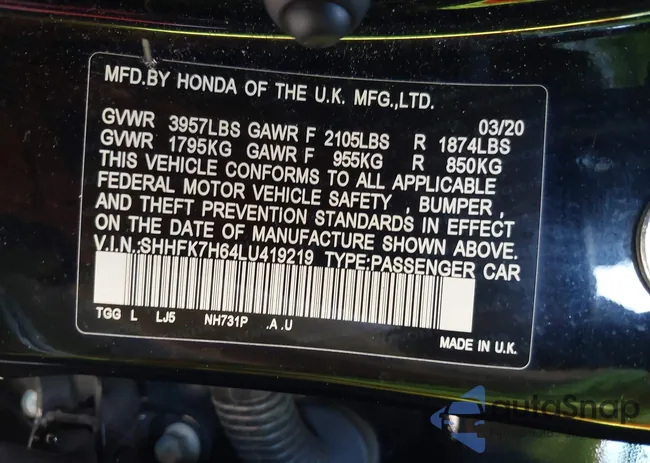 MFD.BY HONDA OF THE U.K. MFG.,LTD.
03/20
GVWR 3957LBS GAWR F 2105LBS R 1874LBS
GVWR 1795KG GAWR F 955KG R 850KG
THIS VEHICLE CONFORMS TO ALL APPLICABLE
FEDERAL MOTOR VEHICLE SAFETY , BUMPER ,
AND THEFT PREVENTION STANDARDS IN EFFECT
ON THE DATE OF MANUFACTURE SHOWN ABOVE.
V.I.N:SHHFK7H64LU419219 TYPE:PASSENGER CAR
TGG L LJ5 NH731P .A .U
MADE IN U.K.
autoSnap